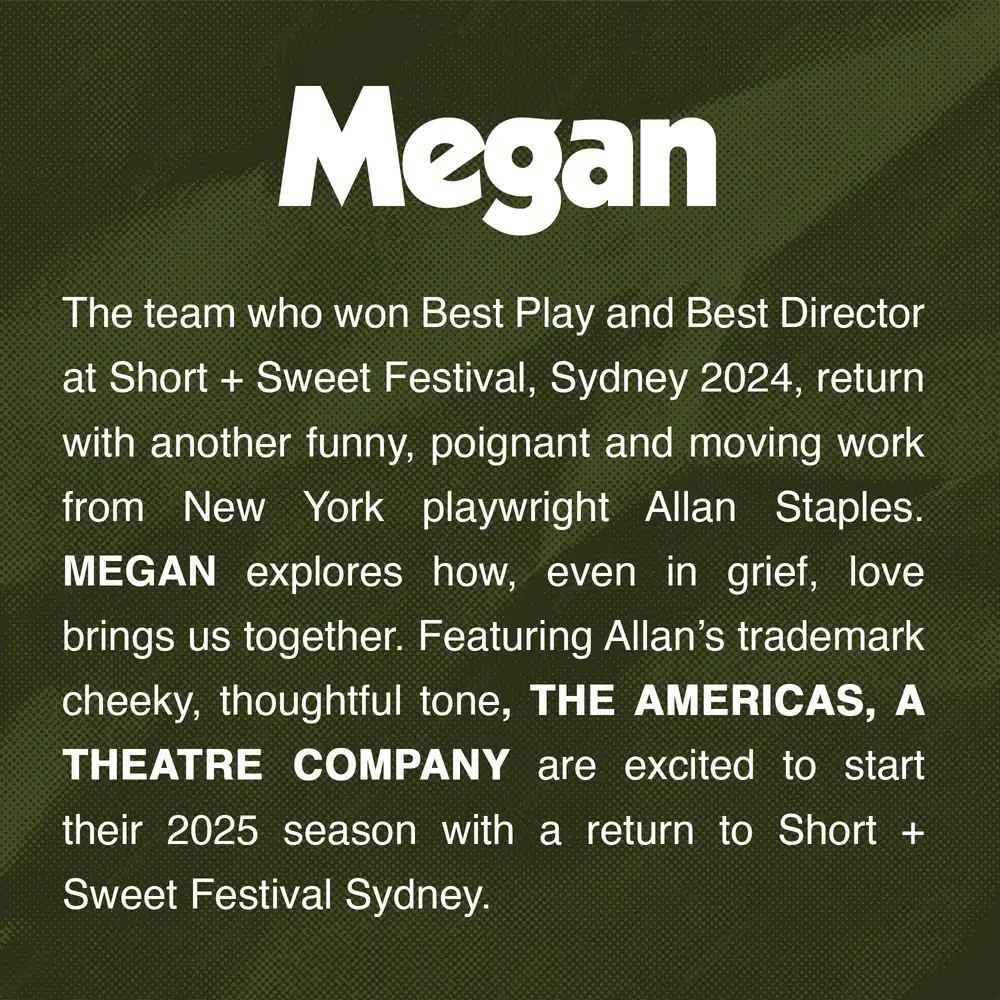 Megan
The team who won Best Play and Best Director
at Short + Sweet Festival, Sydney 2024, return
with another funny, poignant and moving work
from New York playwright Allan Staples.
MEGAN explores how, even in grief, love
brings us together. Featuring Allan’s trademark
cheeky, thoughtful tone, THE AMERICAS, A
THEATRE COMPANY are excited to start
their 2025 season with a return to Short +
Sweet Festival Sydney.